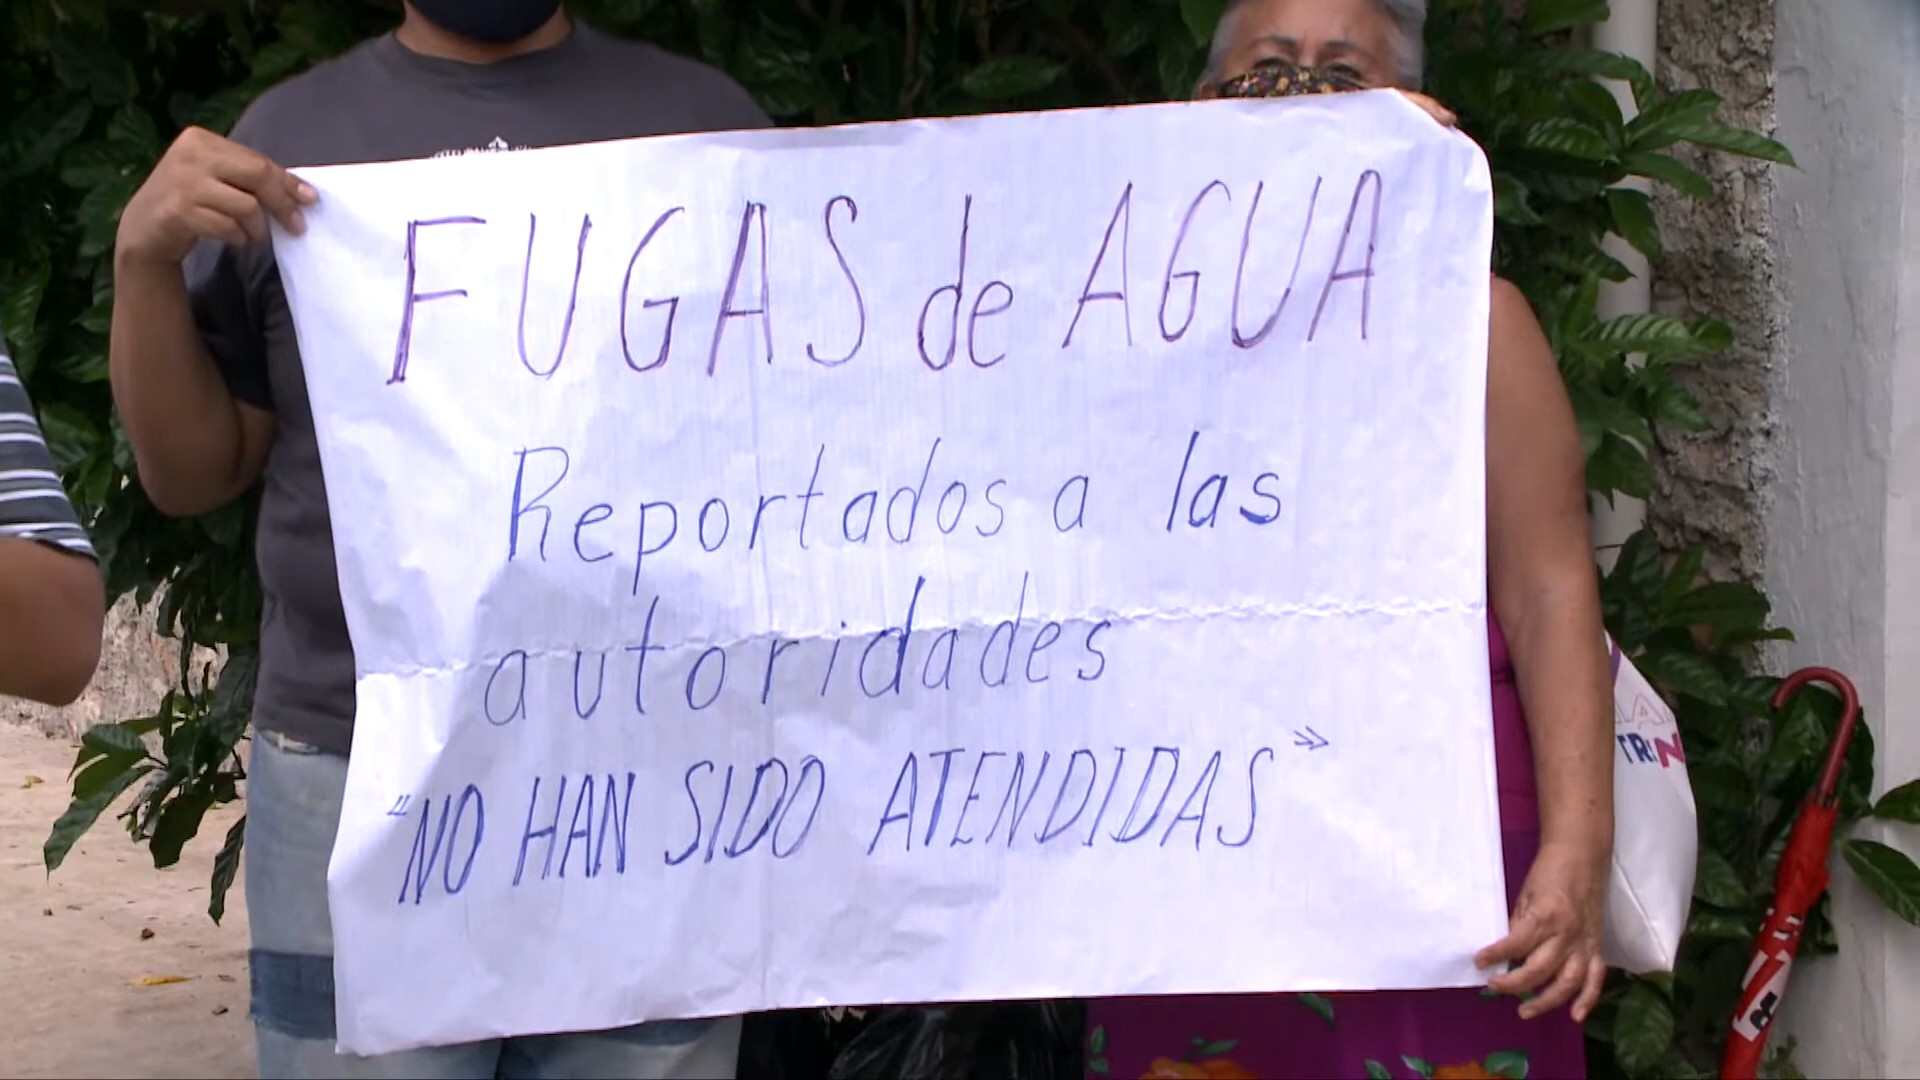 FUGAS de AGUA
Reportados a las
autoridades
"NO HAN SIDO ATENDIDAS"